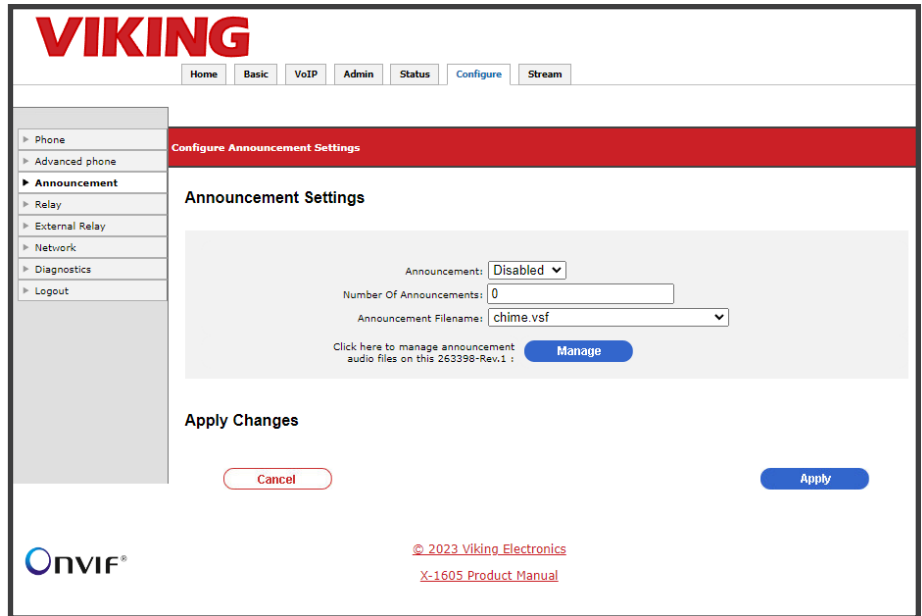 VIKING
Home Basic VoIP Admin Status Configure Stream
Phone
Advanced phone
Announcement
Relay
External Relay
Network
Diagnostics
Logout
Configure Announcement Settings
Announcement Settings
Announcement: Disabled
Number Of Announcements: 0
Announcement Filename: chime.vsf
Click here to manage announcement
audio files on this 263398-Rev.1 :
Manage
Apply Changes
Cancel Apply
ONVIF®
© 2023 Viking Electronics
X-1605 Product Manual